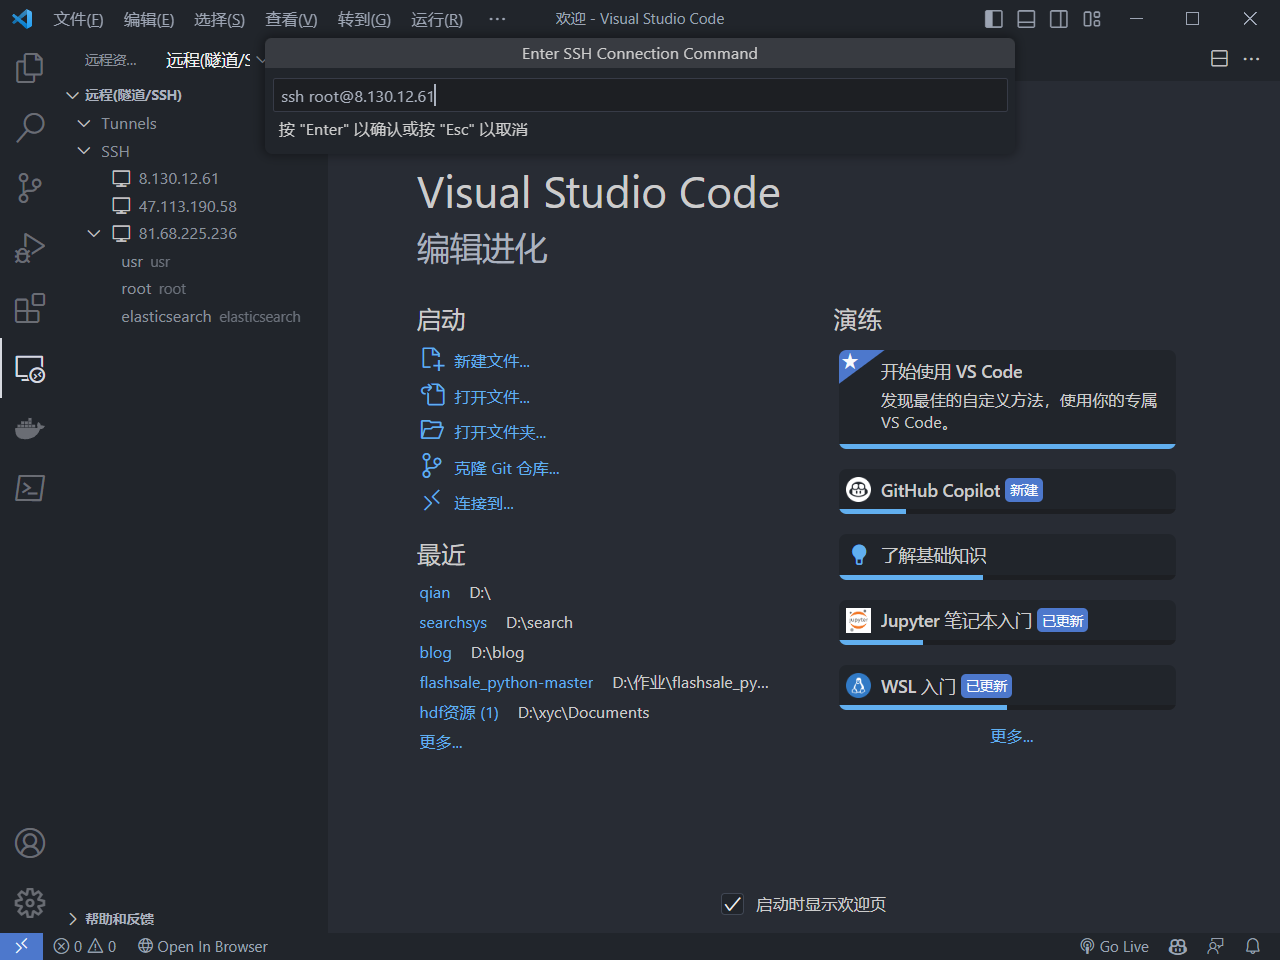 文件(F) 编辑(E) 选择(S) 查看(V) 转到(G) 运行(R) ··· 欢迎 - Visual Studio Code
远程资... 远程(隧道/S
Enter SSH Connection Command
ssh root@8.130.12.61
按 "Enter" 以确认或按 "Esc" 以取消
远程(隧道/SSH)
Tunnels
SSH
8.130.12.61
47.113.190.58
81.68.225.236
usr usr
root root
elasticsearch elasticsearch
帮助和反馈
Visual Studio Code
编辑进化
启动
新建文件...
打开文件...
打开文件夹...
克隆 Git 仓库...
连接到...
最近
qian D:\
searchsys D:\search
blog D:\blog
flashsale_python-master D:\作业\flashsale_py...
hdf资源 (1) D:\xyc\Documents
更多...
演练
开始使用 VS Code
发现最佳的自定义方法，使用你的专属
VS Code。
GitHub Copilot 新建
了解基础知识
Jupyter 笔记本入门 已更新
WSL 入门 已更新
更多...
启动时显示欢迎页
0 0 Open In Browser Go Live